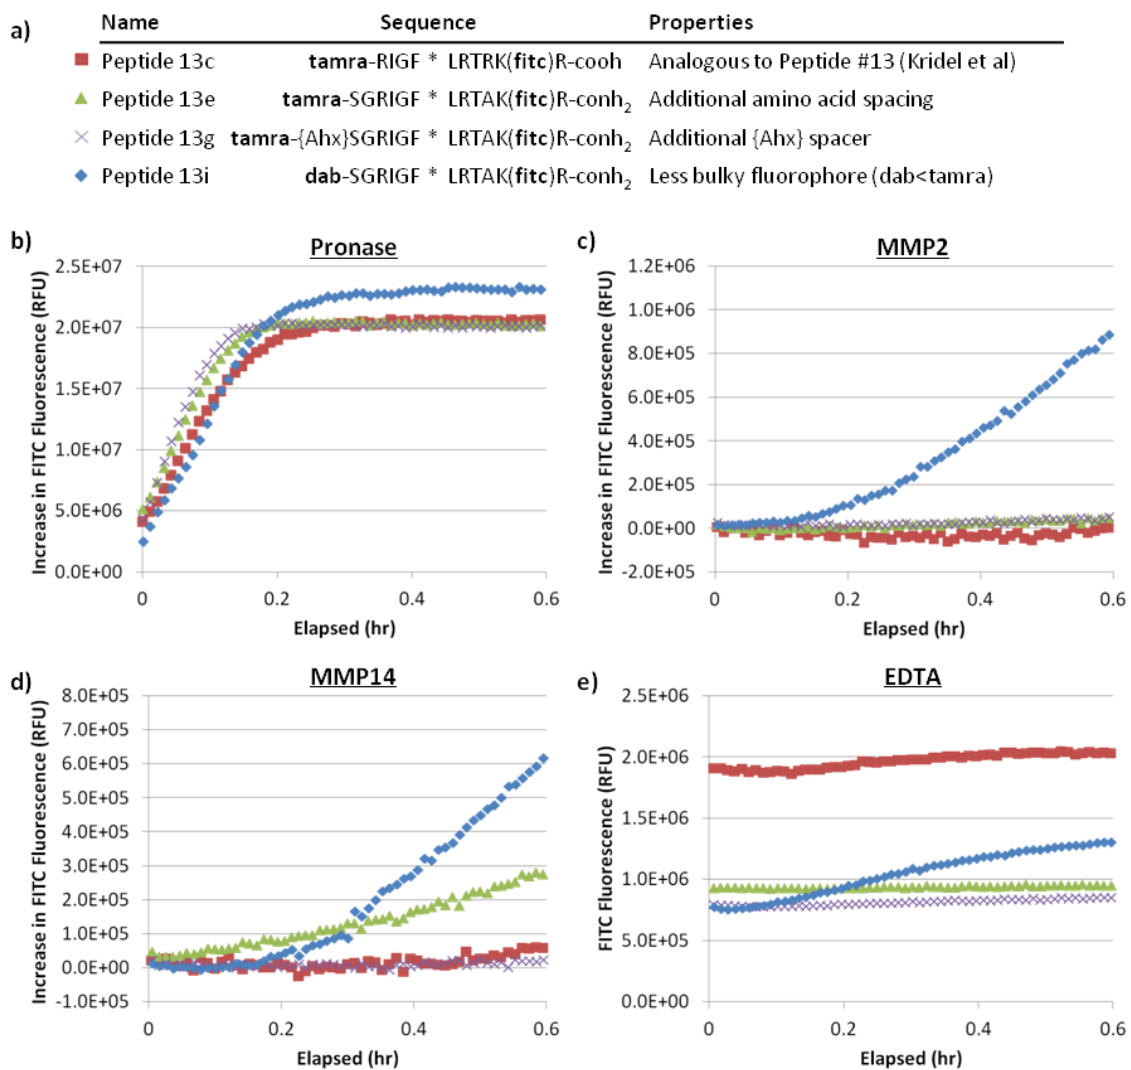 a)
Name Sequence Properties
Peptide 13c tamra-RIGF * LRTRK(fitc)R-cooh Analogous to Peptide #13 (Kridel et al)
Peptide 13e tamra-SGRIGF * LRTAK(fitc)R-conh₂ Additional amino acid spacing
Peptide 13g tamra-{Ahx}SGRIGF * LRTAK(fitc)R-conh₂ Additional {Ahx} spacer
Peptide 13i dab-SGRIGF * LRTAK(fitc)R-conh₂ Less bulky fluorophore (dab<tamra)
b)
Pronase
Increase in FITC Fluorescence (RFU)
2.5E+07
2.0E+07
1.5E+07
1.0E+07
5.0E+06
0.0E+00
0 0.2 0.4 0.6
Elapsed (hr)
c)
MMP2
Increase in FITC Fluorescence (RFU)
1.2E+06
1.0E+06
8.0E+05
6.0E+05
4.0E+05
2.0E+05
0.0E+00
-2.0E+05
0 0.2 0.4 0.6
Elapsed (hr)
d)
MMP14
Increase in FITC Fluorescence (RFU)
8.0E+05
7.0E+05
6.0E+05
5.0E+05
4.0E+05
3.0E+05
2.0E+05
1.0E+05
0.0E+00
-1.0E+05
0 0.2 0.4 0.6
Elapsed (hr)
e)
EDTA
FITC Fluorescence (RFU)
2.5E+06
2.0E+06
1.5E+06
1.0E+06
5.0E+05
0.0E+00
0 0.2 0.4 0.6
Elapsed (hr)